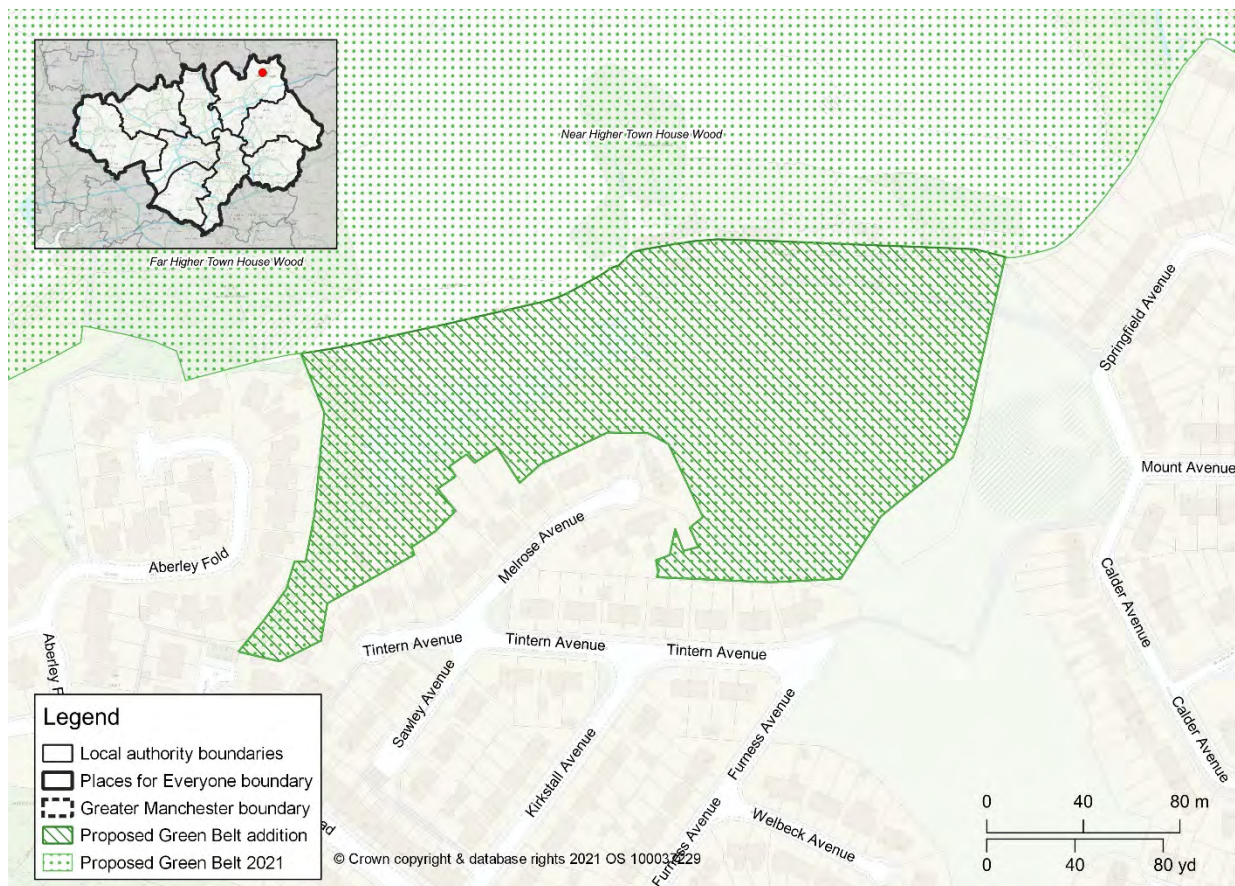 Near Higher Town House Wood
Far Higher Town House Wood
Springfield Avenue
Mount Avenue
Melrose Avenue
Aberley Fold
Calder Avenue
Tintern Avenue
Tintern Avenue
Tintern Avenue
Sawley Avenue
Furness Avenue
Calder Avenue
Kirkstall Avenue
Welbeck Avenue
Furness Avenue
Legend
Local authority boundaries
Places for Everyone boundary
Greater Manchester boundary
Proposed Green Belt addition
Proposed Green Belt 2021
0 40 80 m
0 40 80 yd